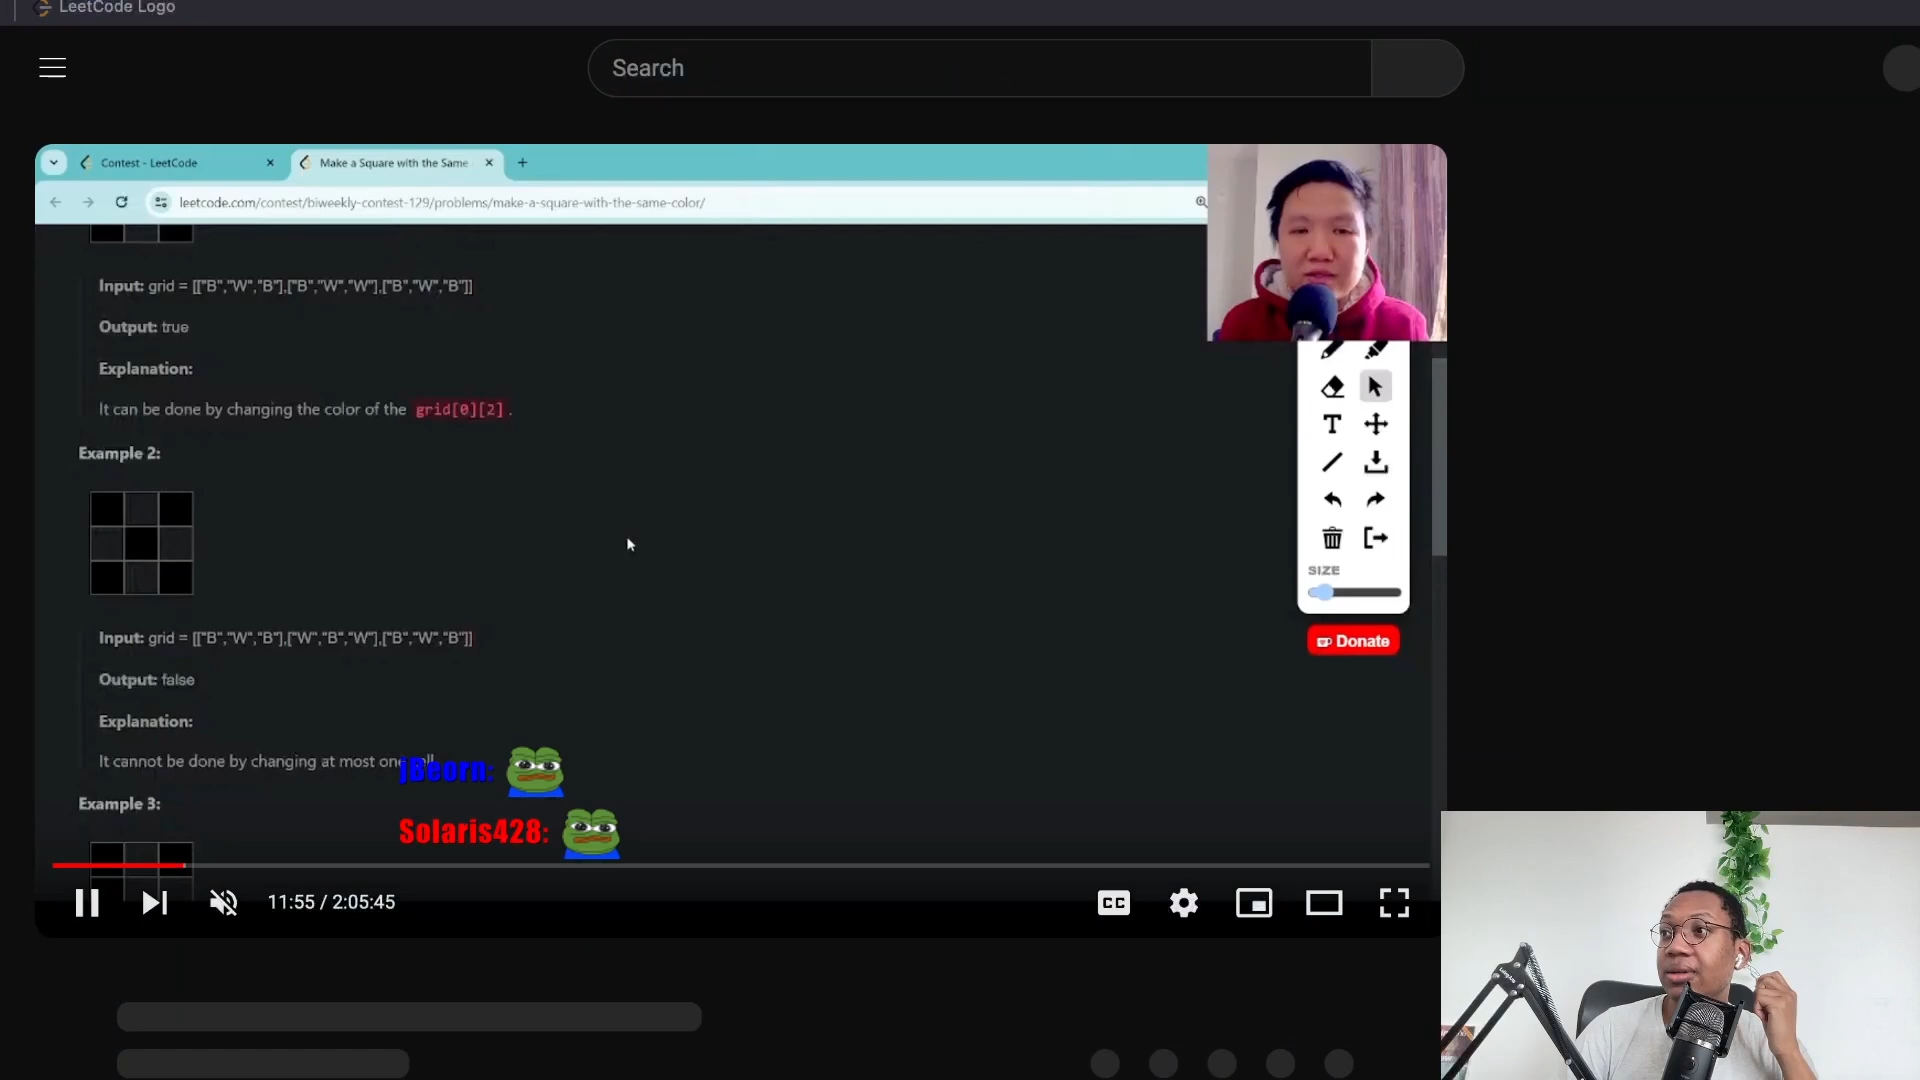 LeetCode Logo
Search
Contest - LeetCode
Make a Square with the Same
leetcode.com/contest/biweekly-contest-129/problems/make-a-square-with-the-same-color/
Input: grid = [["B","W","B"],["B","W","W"],["B","W","B"]]
Output: true
Explanation:
It can be done by changing the color of the grid[0][2].
Example 2:
Input: grid = [["B","W","B"],["W","B","W"],["B","W","B"]]
Output: false
Explanation:
It cannot be done by changing at most one
jBeorn:
Solaris428:
Example 3:
SIZE
Donate
11:55 / 2:05:45
CC